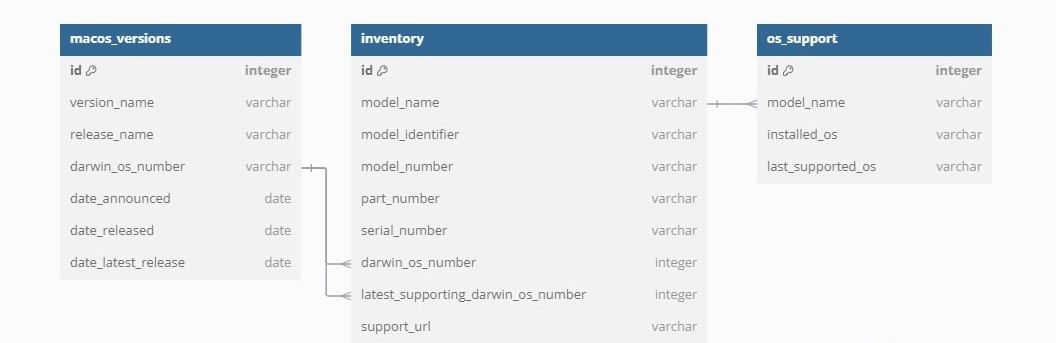 macos_versions
id integer
version_name varchar
release_name varchar
darwin_os_number varchar
date_announced date
date_released date
date_latest_release date
inventory
id integer
model_name varchar
model_identifier varchar
model_number varchar
part_number varchar
serial_number varchar
darwin_os_number integer
latest_supporting_darwin_os_number integer
support_url varchar
os_support
id integer
model_name varchar
installed_os varchar
last_supported_os varchar